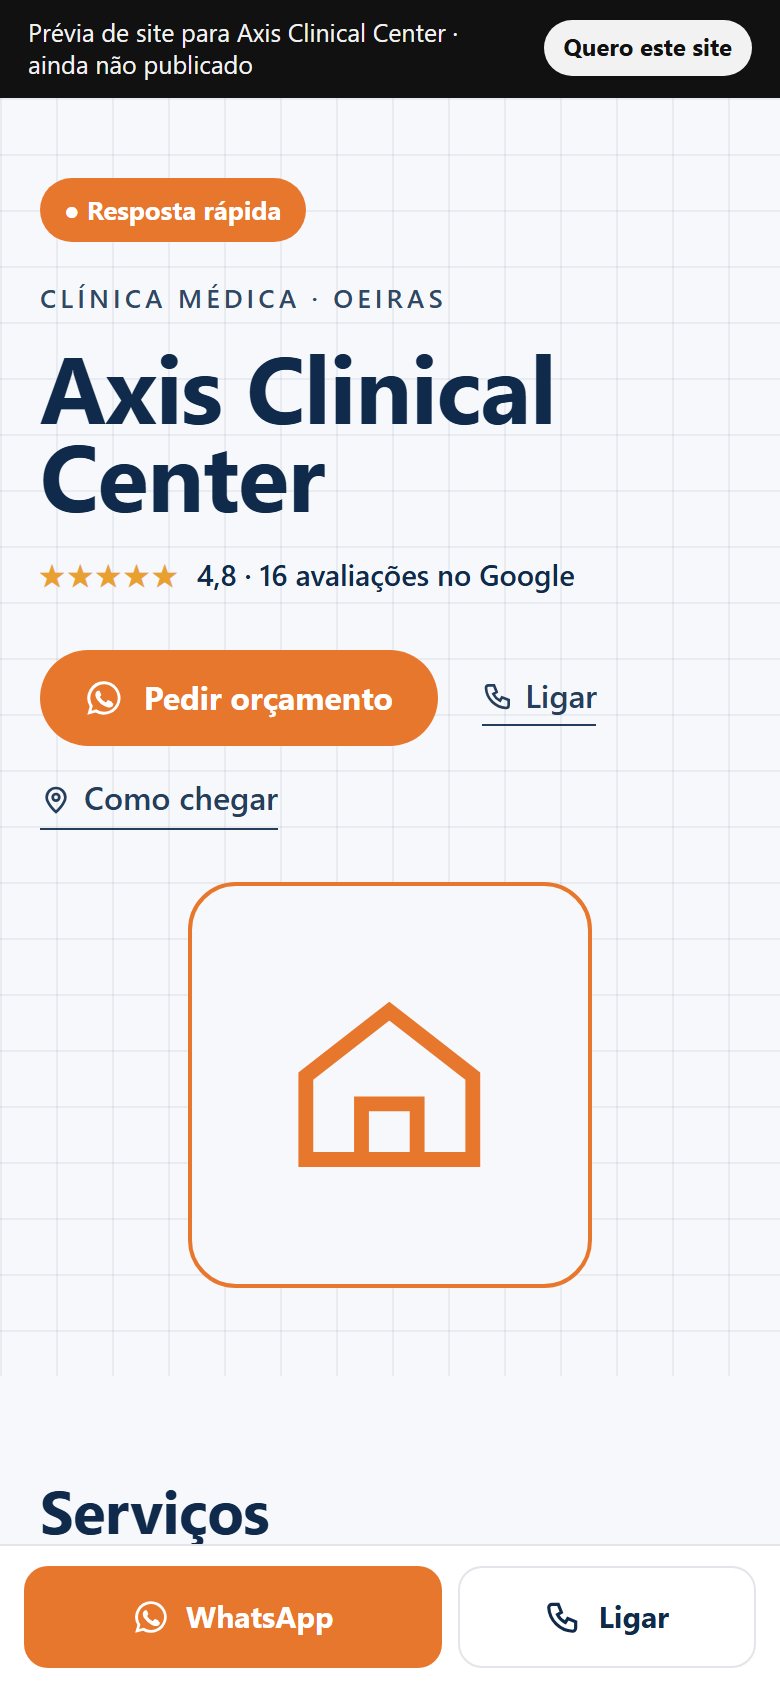 Prévia de site para Axis Clinical Center ·
ainda não publicado
Quero este site
Resposta rápida
CLÍNICA MÉDICA · OEIRAS
Axis Clinical
Center
★★★★★ 4,8 · 16 avaliações no Google
Pedir orçamento
Ligar
Como chegar
Serviços
WhatsApp
Ligar